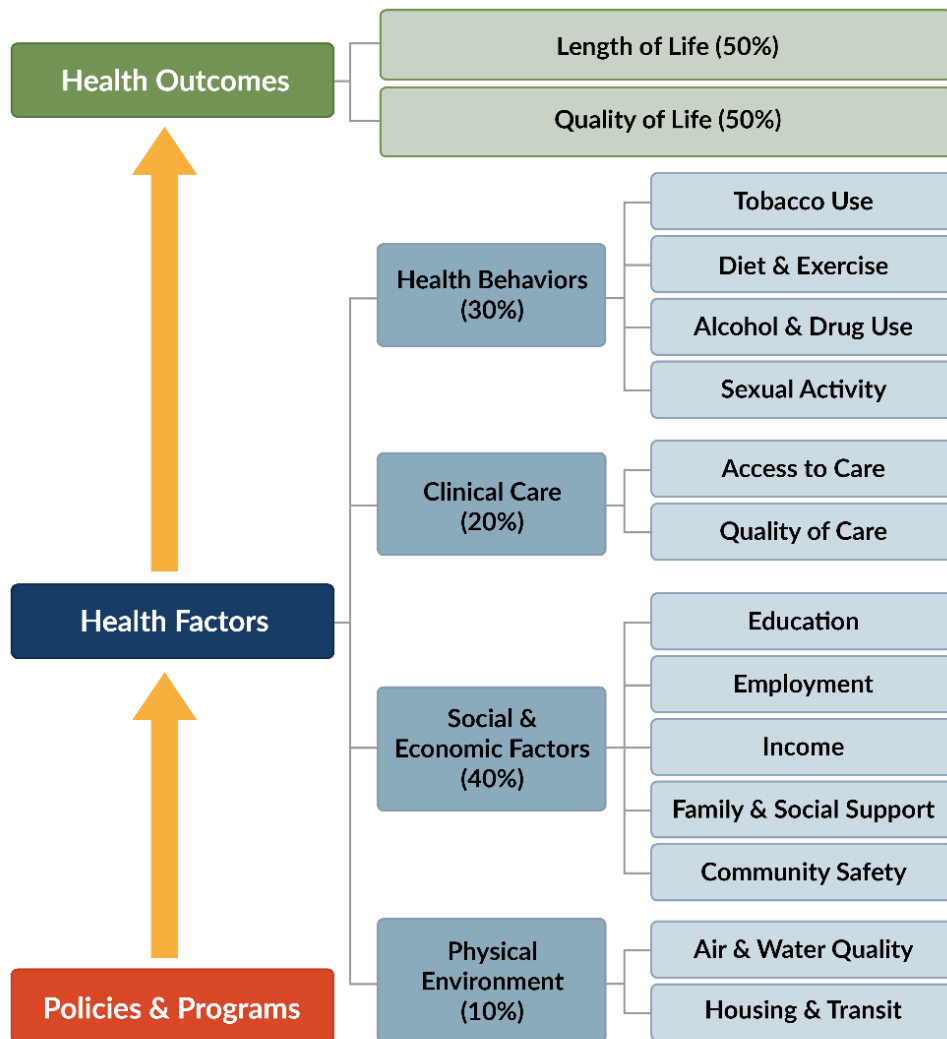 Health Outcomes
Length of Life (50%)
Quality of Life (50%)
Health Factors
Health Behaviors
(30%)
Tobacco Use
Diet & Exercise
Alcohol & Drug Use
Sexual Activity
Clinical Care
(20%)
Access to Care
Quality of Care
Social &
Economic Factors
(40%)
Education
Employment
Income
Family & Social Support
Community Safety
Physical
Environment
(10%)
Air & Water Quality
Housing & Transit
Policies & Programs